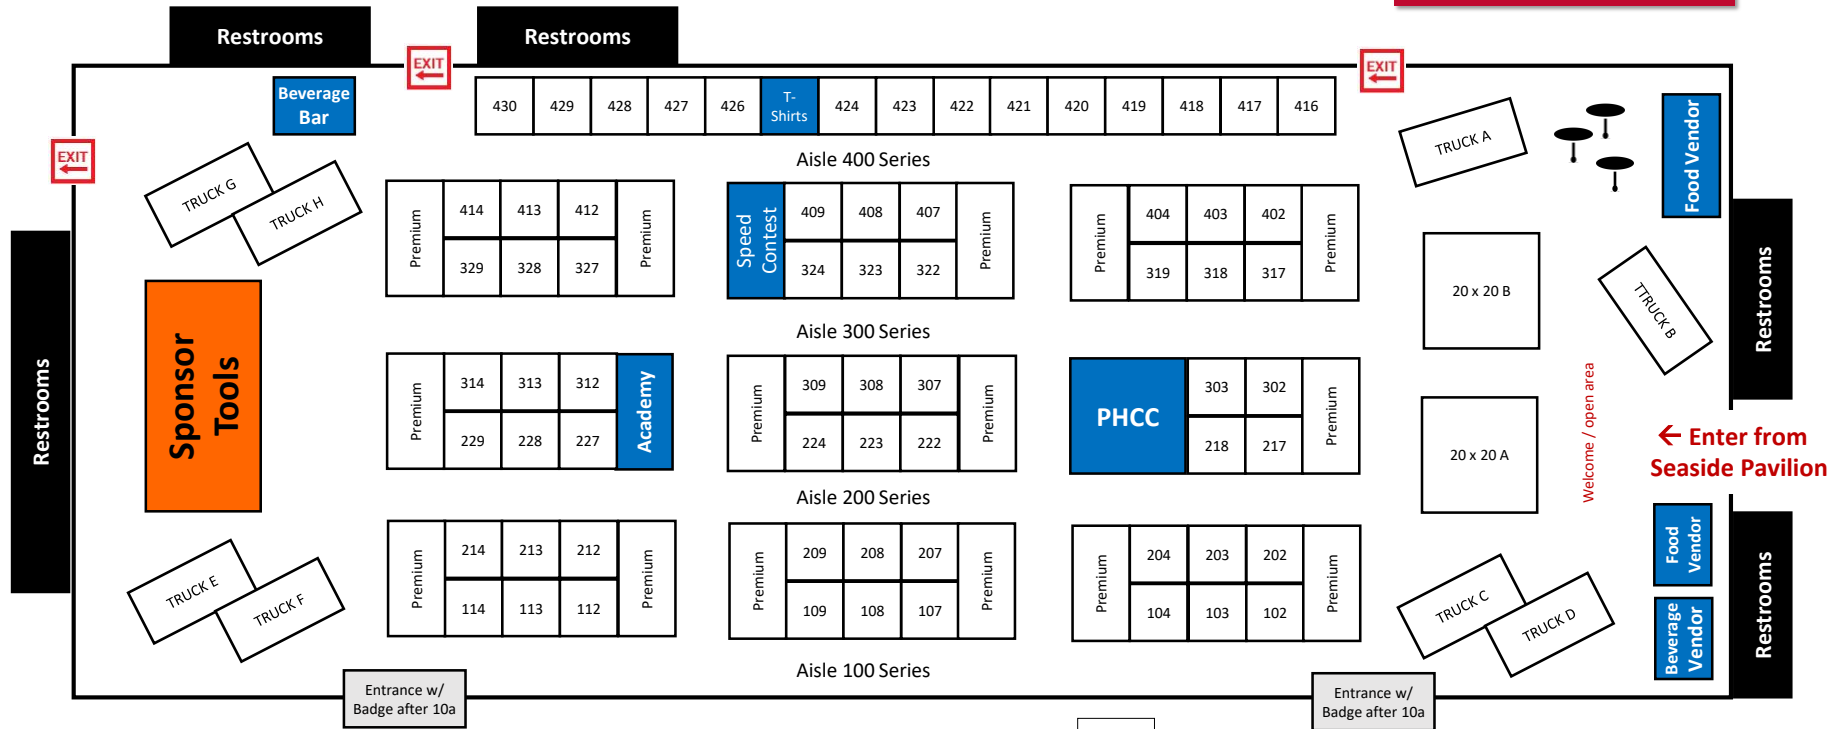 Restrooms
Restrooms
EXIT
EXIT
EXIT
Beverage
Bar
430 429 428 427 426 T-
Shirts 424 423 422 421 420 419 418 417 416
Aisle 400 Series
TRUCK A
Food Vendor
TRUCK G
TRUCK H
Premium 414 413 412 Premium
329 328 327
Speed
Contest 409 408 407 Premium
324 323 322
Premium 404 403 402 Premium
319 318 317
20 x 20 B
TTRUCK B
Restrooms
Aisle 300 Series
Restrooms
Sponsor
Tools
Premium 314 313 312 Academy
229 228 227
Premium 309 308 307 Premium
224 223 222
PHCC 303 302 Premium
218 217
20 x 20 A
Welcome / open area
← Enter from
Seaside Pavilion
Aisle 200 Series
Premium 214 213 212 Premium
114 113 112
Premium 209 208 207 Premium
109 108 107
Premium 204 203 202 Premium
104 103 102
TRUCK E
TRUCK F
TRUCK C
TRUCK D
Food
Vendor
Beverage
Vendor
Restrooms
Aisle 100 Series
Entrance w/
Badge after 10a
Entrance w/
Badge after 10a